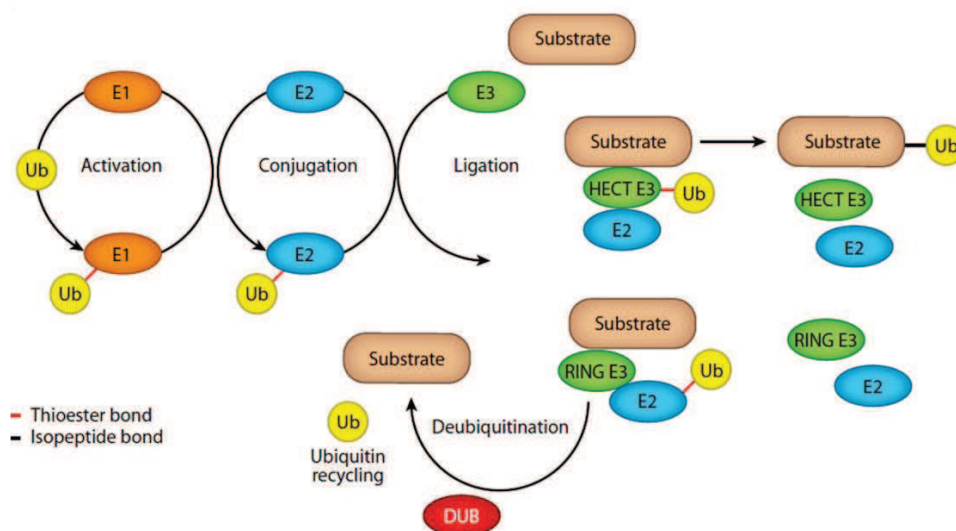 Substrate
E1
E2
E3
Ub
Activation
Conjugation
Ligation
Substrate
Substrate
Ub
HECT E3
Ub
HECT E3
E2
E2
E1
E2
Ub
Ub
Substrate
RING E3
Substrate
RING E3
Ub
E2
E2
Thioester bond
Isopeptide bond
Ub
Ubiquitin
recycling
Deubiquitination
DUB